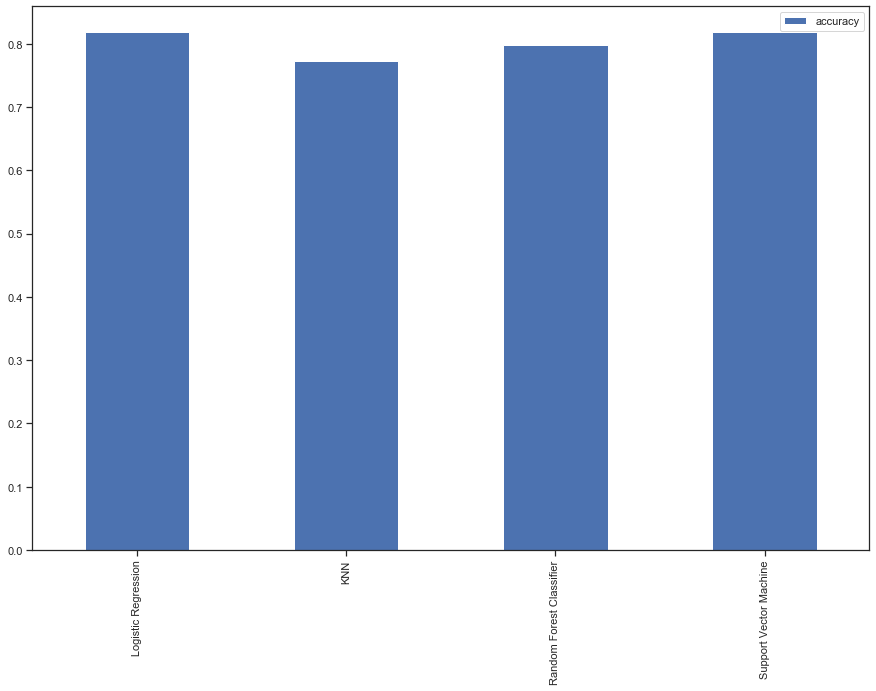 accuracy
0.8
0.7
0.6
0.5
0.4
0.3
0.2
0.1
0.0
Logistic Regression
KNN
Random Forest Classifier
Support Vector Machine